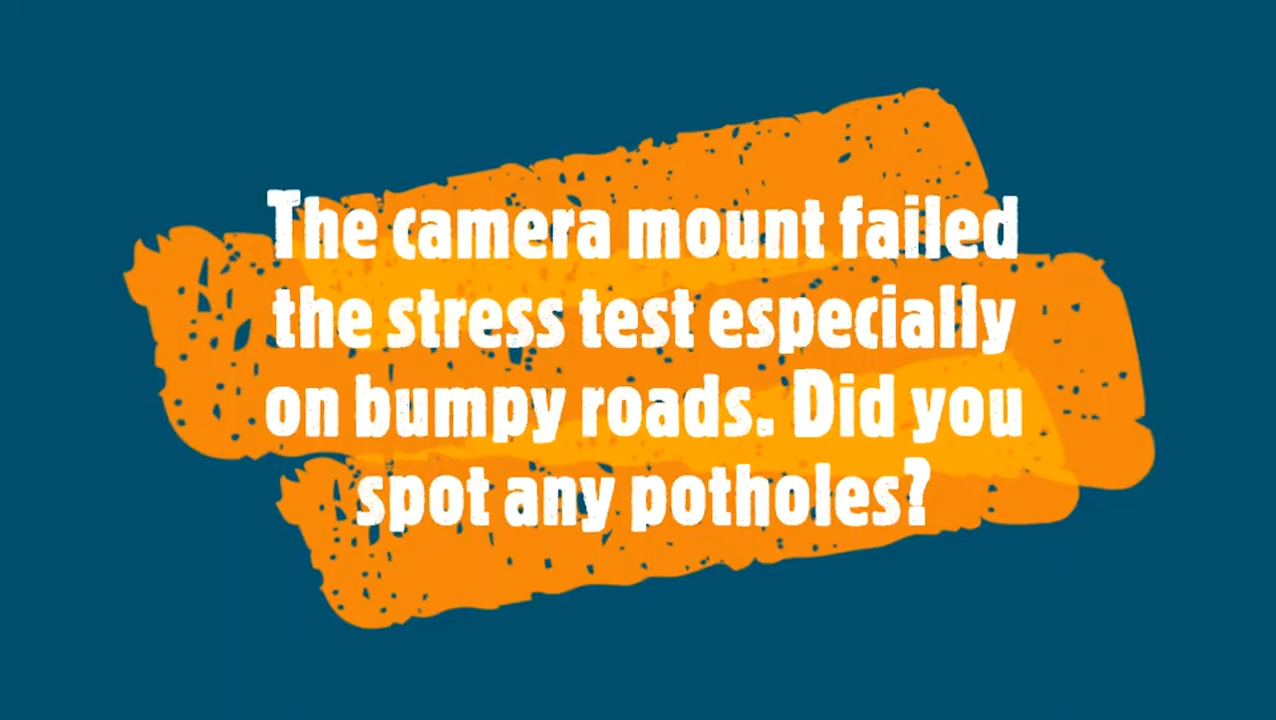 The camera mount failed
the stress test especially
on bumpy roads. Did you
spot any potholes?